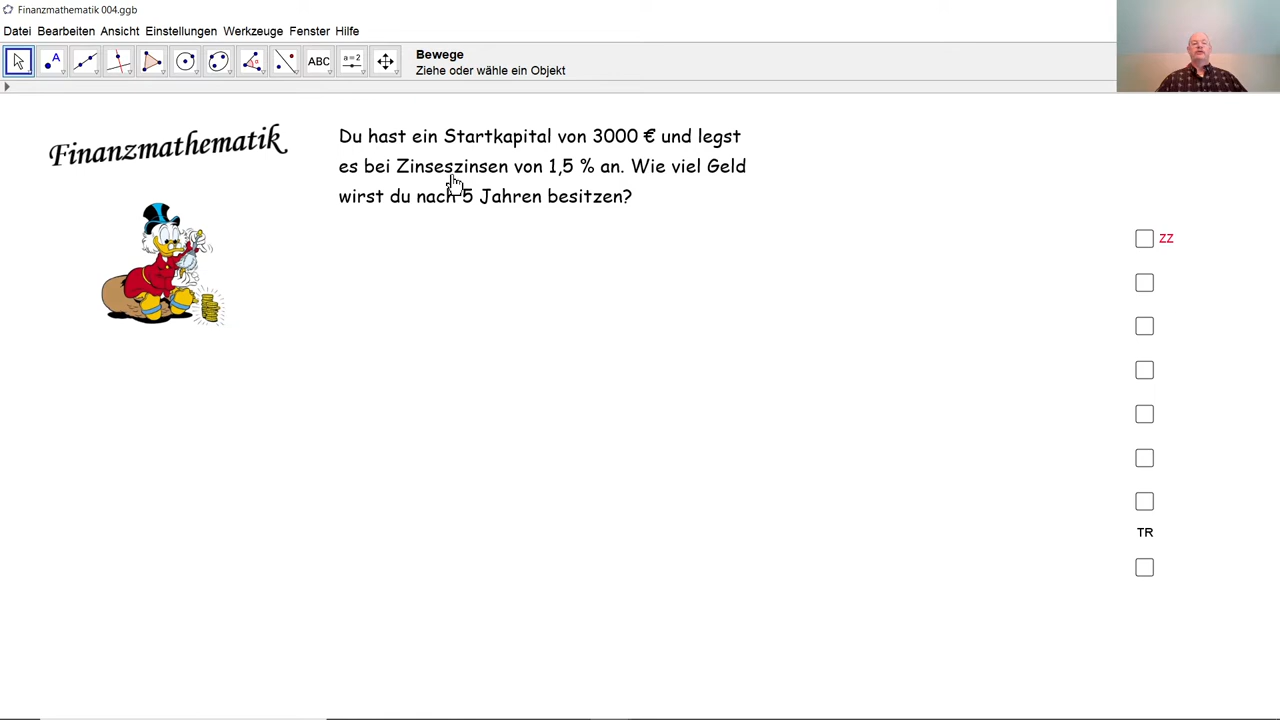 Finanzmathematik 004.ggb
Datei Bearbeiten Ansicht Einstellungen Werkzeuge Fenster Hilfe
A
ABC
a=2
Bewege
Ziehe oder wähle ein Objekt
Finanzmathematik
Du hast ein Startkapital von 3000 € und legst
es bei Zinseszinsen von 1,5 % an. Wie viel Geld
wirst du nach 5 Jahren besitzen?
ZZ
TR